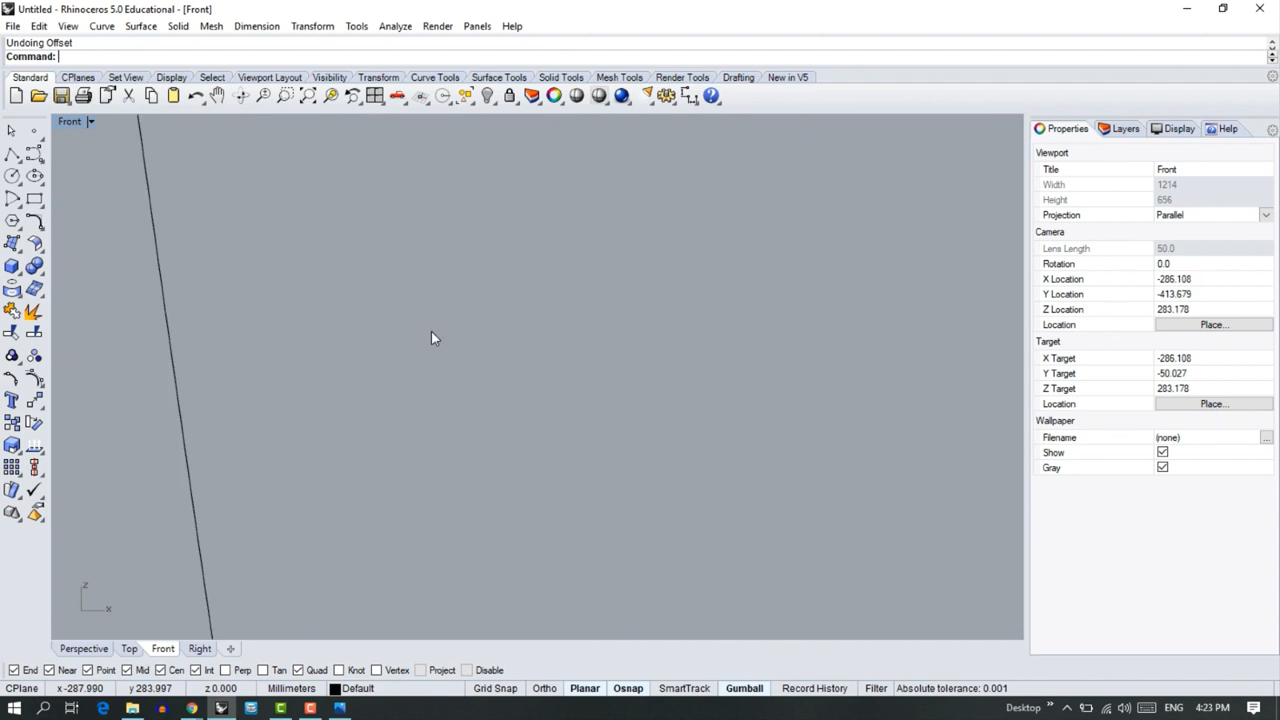 Untitled - Rhinoceros 5.0 Educational - [Front]
File Edit View Curve Surface Solid Mesh Dimension Transform Tools Analyze Render Panels Help
Undoing Offset
Command:
Standard CPlanes Set View Display Select Viewport Layout Visibility Transform Curve Tools Surface Tools Solid Tools Mesh Tools Render Tools Drafting New in V5
Front
Properties Layers Display Help
Viewport
Title Front
Width 1214
Height 656
Projection Parallel
Camera
Lens Length 50.0
Rotation 0.0
X Location -286.108
Y Location -413.679
Z Location 283.178
Location Place...
Target
X Target -286.108
Y Target -50.027
Z Target 283.178
Location Place...
Wallpaper
Filename (none) ...
Show
Gray
z
x
Perspective Top Front Right
End Near Point Mid Cen Int Perp Tan Quad Knot Vertex Project Disable
CPlane x -287.990 y 283.997 z 0.000 Millimeters Default Grid Snap Ortho Planar Osnap SmartTrack Gumball Record History Filter Absolute tolerance: 0.001
Desktop ENG 4:23 PM